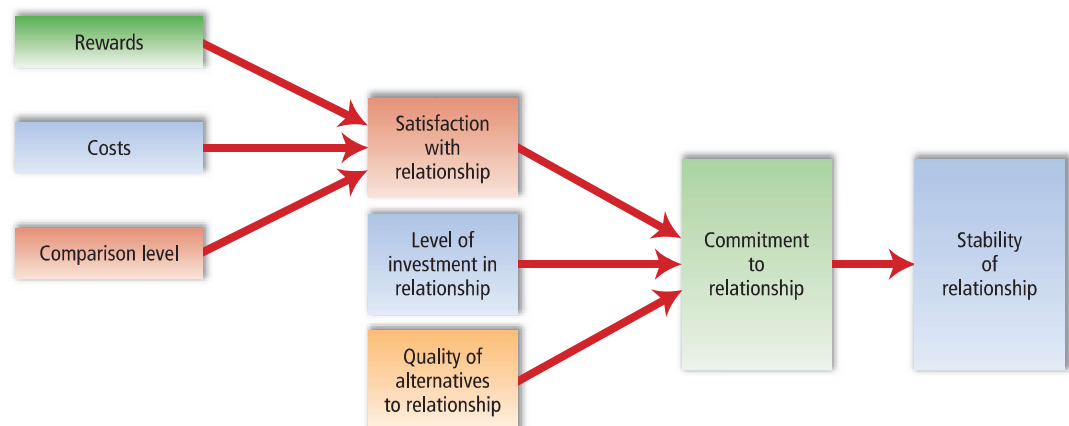 Rewards
Costs
Comparison level
Satisfaction
with
relationship
Level of
investment in
relationship
Quality of
alternatives
to relationship
Commitment
to
relationship
Stability
of
relationship